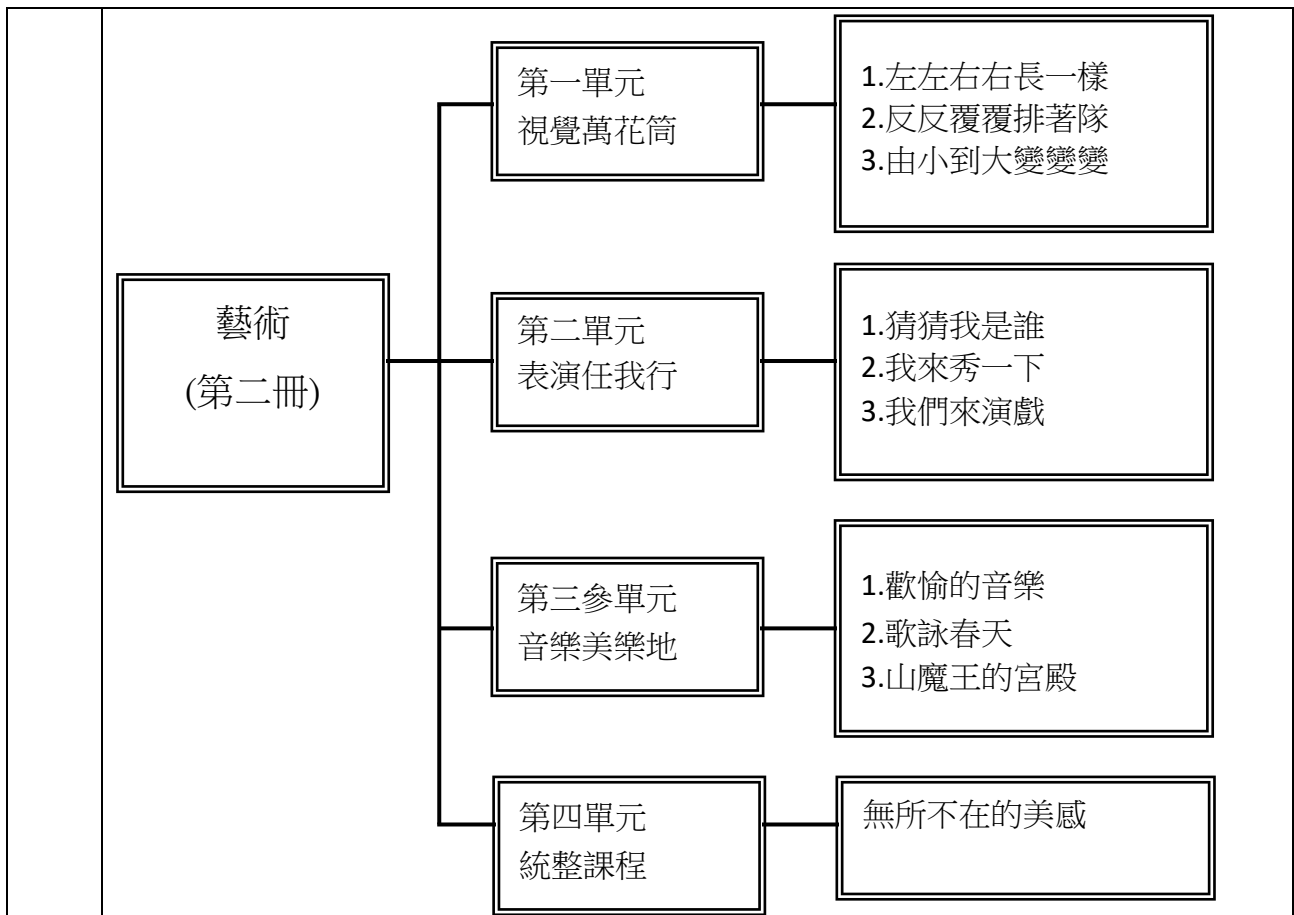 藝術
(第二冊)
第一單元
視覺萬花筒
1.左左右右長一樣
2.反反覆覆排著隊
3.由小到大變變變
第二單元
表演任我行
1.猜猜我是誰
2.我來秀一下
3.我們來演戲
第三參單元
音樂美樂地
1.歡愉的音樂
2.歌詠春天
3.山魔王的宮殿
第四單元
統整課程
無所不在的美感